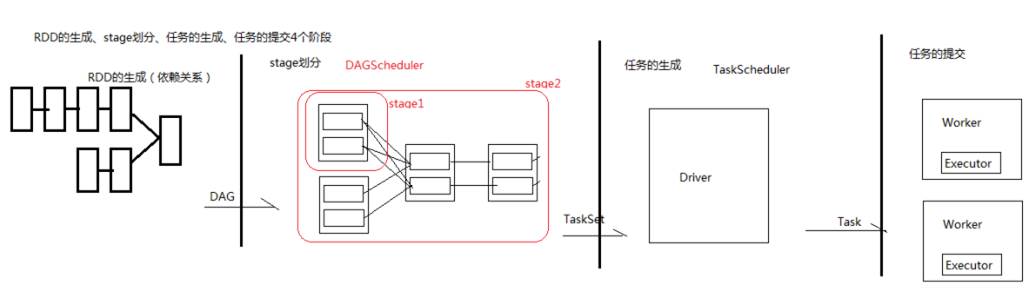 RDD的生成、stage划分、任务的生成、任务的提交4个阶段
RDD的生成（依赖关系）
DAG
stage划分
DAGScheduler
stage2
stage1
TaskSet
任务的生成
TaskScheduler
Driver
Task
任务的提交
Worker
Executor
Worker
Executor